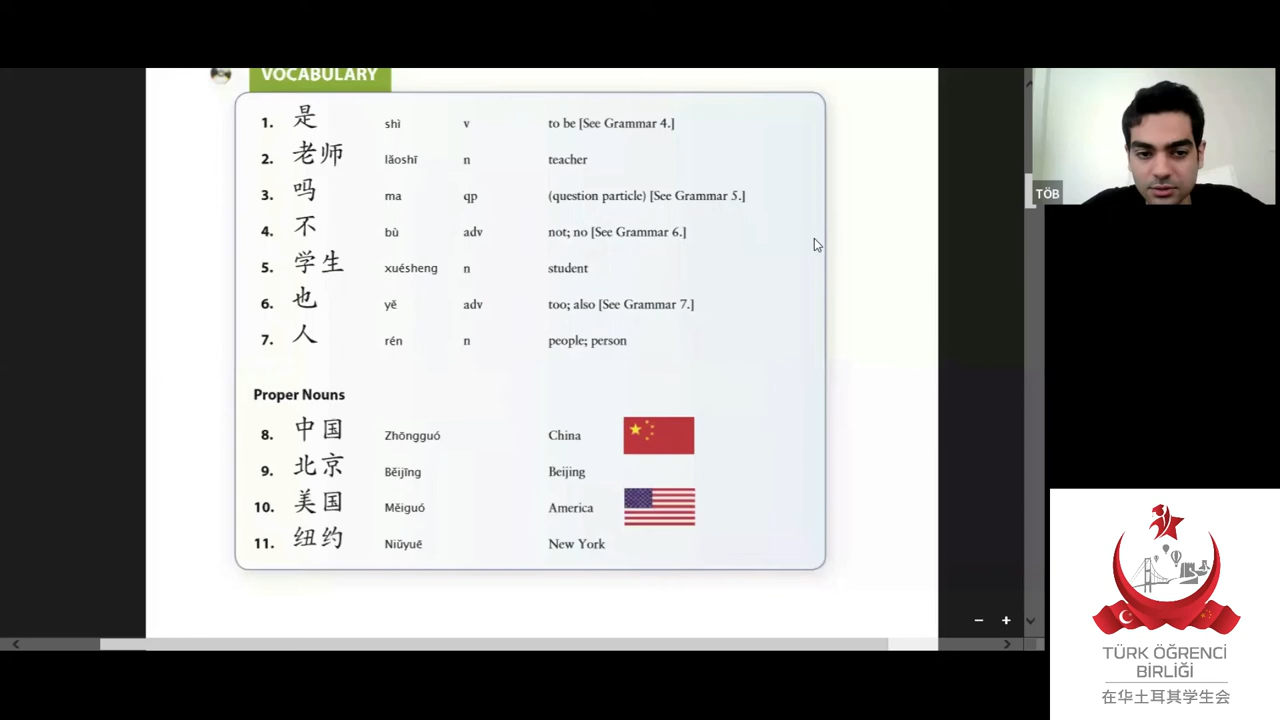 VOCABULARY
1. 是 shì v to be [See Grammar 4.]
2. 老师 lǎoshī n teacher
3. 吗 ma qp (question particle) [See Grammar 5.]
4. 不 bù adv not; no [See Grammar 6.]
5. 学生 xuésheng n student
6. 也 yě adv too; also [See Grammar 7.]
7. 人 rén n people; person
Proper Nouns
8. 中国 Zhōngguó China
9. 北京 Běijīng Beijing
10. 美国 Měiguó America
11. 纽约 Niǔyuē New York
TÖB
TÜRK ÖĞRENCİ
BİRLİĞİ
在华土耳其学生会